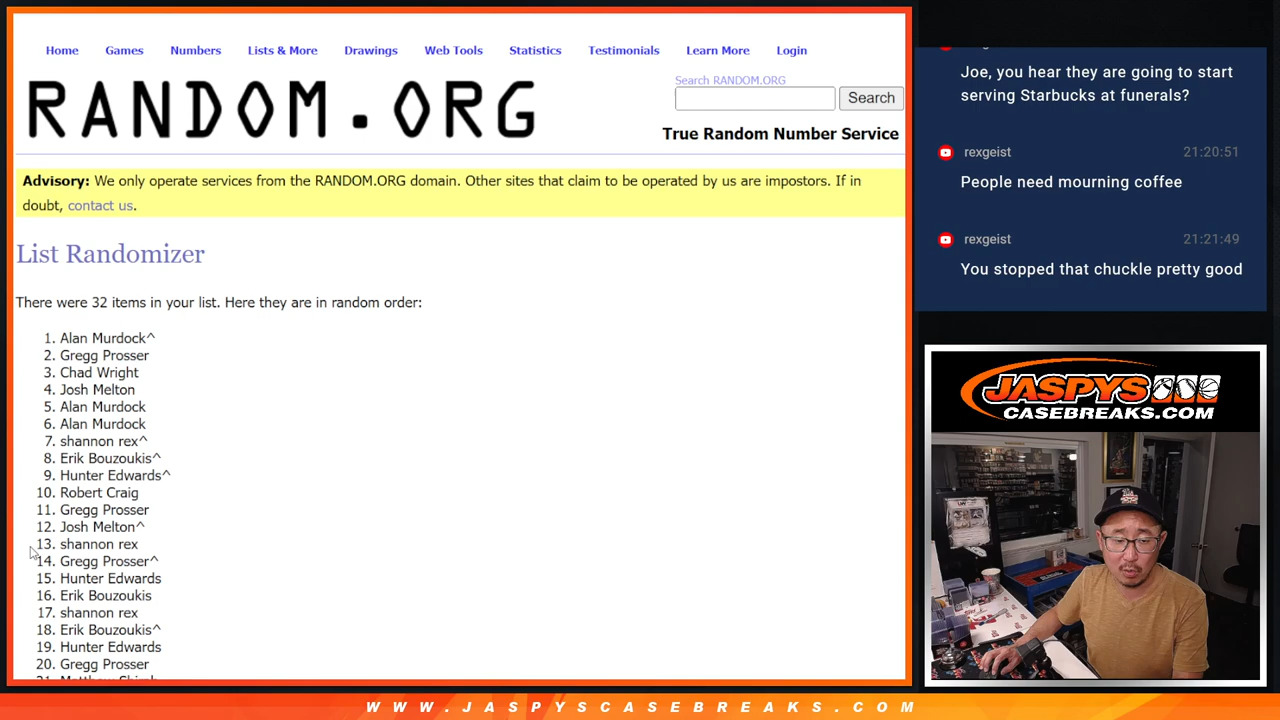 Home Games Numbers Lists & More Drawings Web Tools Statistics Testimonials Learn More Login
RANDOM.ORG
Search RANDOM.ORG
Search
True Random Number Service
Advisory: We only operate services from the RANDOM.ORG domain. Other sites that claim to be operated by us are impostors. If in
doubt, contact us.
List Randomizer
There were 32 items in your list. Here they are in random order:
1. Alan Murdock^
2. Gregg Prosser
3. Chad Wright
4. Josh Melton
5. Alan Murdock
6. Alan Murdock
7. shannon rex^
8. Erik Bouzoukis^
9. Hunter Edwards^
10. Robert Craig
11. Gregg Prosser
12. Josh Melton^
13. shannon rex
14. Gregg Prosser^
15. Hunter Edwards
16. Erik Bouzoukis
17. shannon rex
18. Erik Bouzoukis^
19. Hunter Edwards
20. Gregg Prosser
Joe, you hear they are going to start
serving Starbucks at funerals?
rexgeist 21:20:51
People need mourning coffee
rexgeist 21:21:49
You stopped that chuckle pretty good
JASPYS
CASEBREAKS.COM
WWW.JASPYSCASEBREAKS.COM